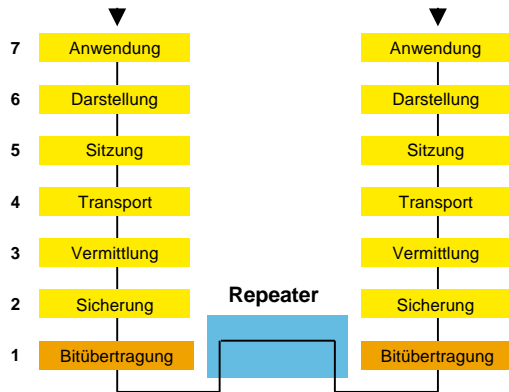 7 Anwendung Anwendung
6 Darstellung Darstellung
5 Sitzung Sitzung
4 Transport Transport
3 Vermittlung Vermittlung
Repeater
2 Sicherung Sicherung
1 Bitübertragung Bitübertragung